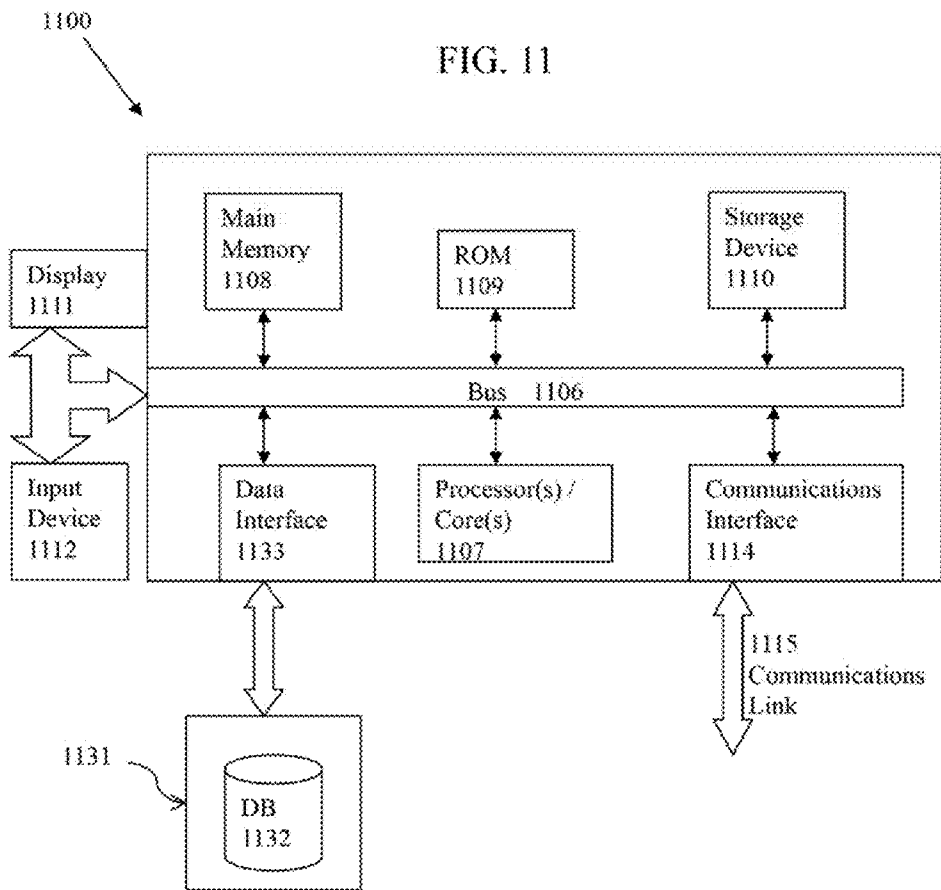 1100
FIG. 11
Main
Memory
1108
ROM
1109
Storage
Device
1110
Display
1111
Bus 1106
Input
Device
1112
Data
Interface
1133
Processor(s) /
Core(s)
1107
Communications
Interface
1114
1115
Communications
Link
1131
DB
1132